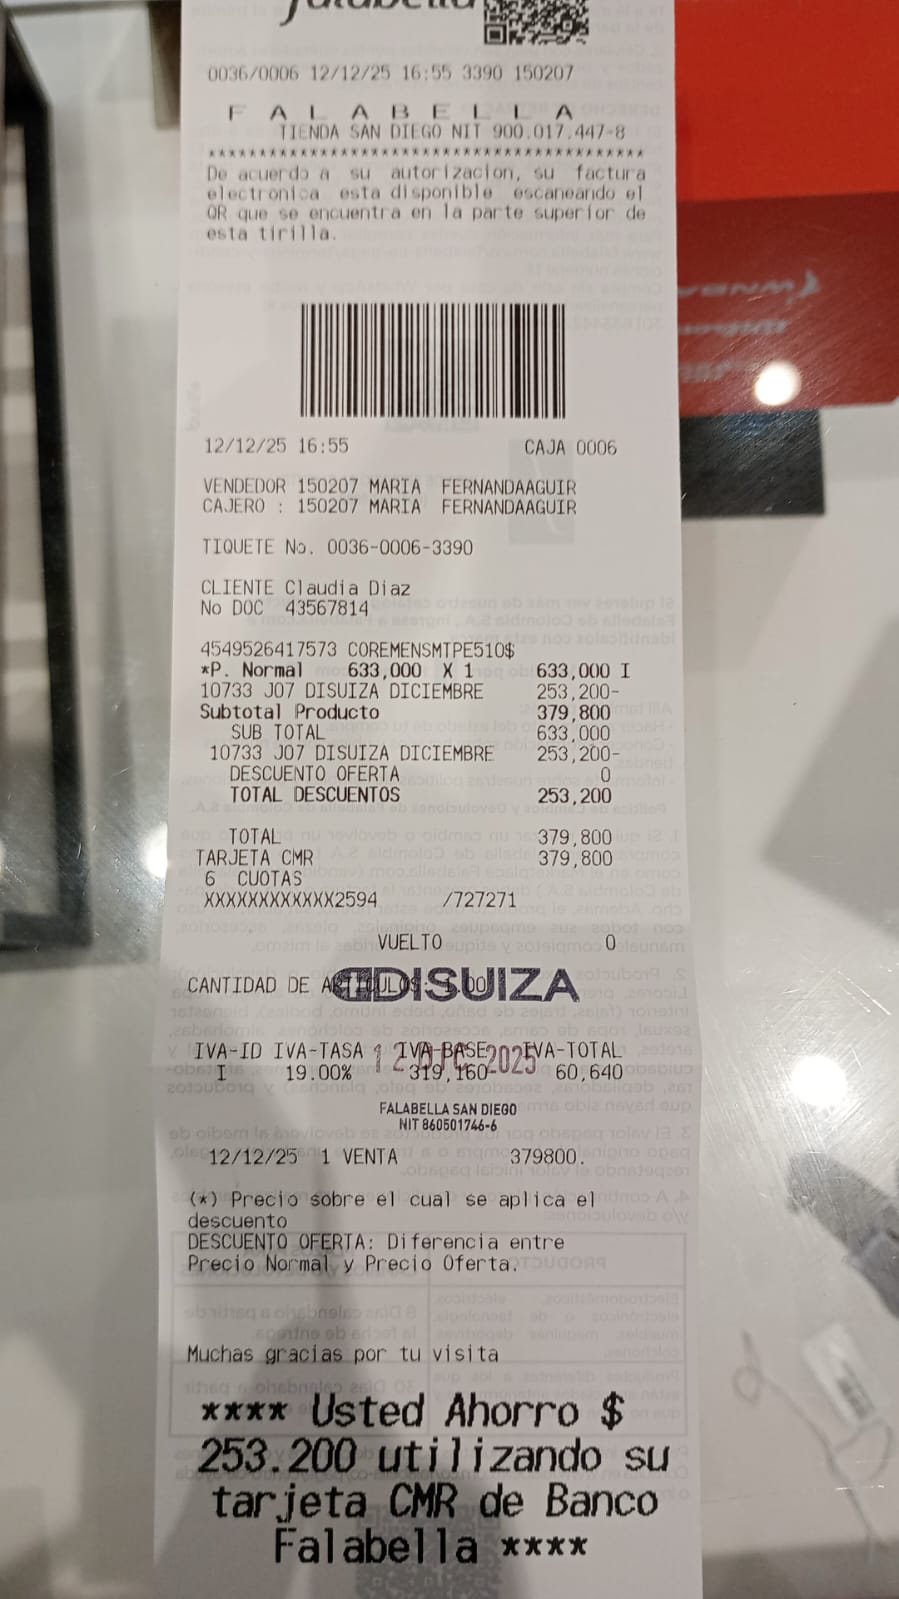 falabella
0036/0006 12/12/25 16:55 3390 150207
F A L A B E L L A
TIENDA SAN DIEGO NIT 900.017.447-8
******************************************
De acuerdo a su autorizacion, su factura
electronica esta disponible escaneando el
QR que se encuentra en la parte superior de
esta tirilla.
12/12/25 16:55 CAJA 0006
VENDEDOR 150207 MARIA FERNANDAAGUIR
CAJERO : 150207 MARIA FERNANDAAGUIR
TIQUETE No. 0036-0006-3390
CLIENTE Claudia Diaz
No DOC 43567814
4549526417573 COREMENSMTPE510$
*P. Normal 633,000 X 1 633,000 I
10733 J07 DISUIZA DICIEMBRE 253,200-
Subtotal Producto 379,800
SUB TOTAL 633,000
10733 J07 DISUIZA DICIEMBRE 253,200-
DESCUENTO OFERTA 0
TOTAL DESCUENTOS 253,200
TOTAL 379,800
TARJETA CMR 379,800
6 CUOTAS
XXXXXXXXXXXX2594 /727271
VUELTO 0
CANTIDAD DE ARTICULOS: 1.00
DISUIZA
IVA-ID IVA-TASA IVA-BASE IVA-TOTAL
12 DIC 2025
I 19.00% 319,160 60,640
FALABELLA SAN DIEGO
NIT 860501746-6
12/12/25 1 VENTA 379800.
(*) Precio sobre el cual se aplica el
descuento
DESCUENTO OFERTA: Diferencia entre
Precio Normal y Precio Oferta.
Muchas gracias por tu visita
**** Usted Ahorro $
253.200 utilizando su
tarjeta CMR de Banco
Falabella ****